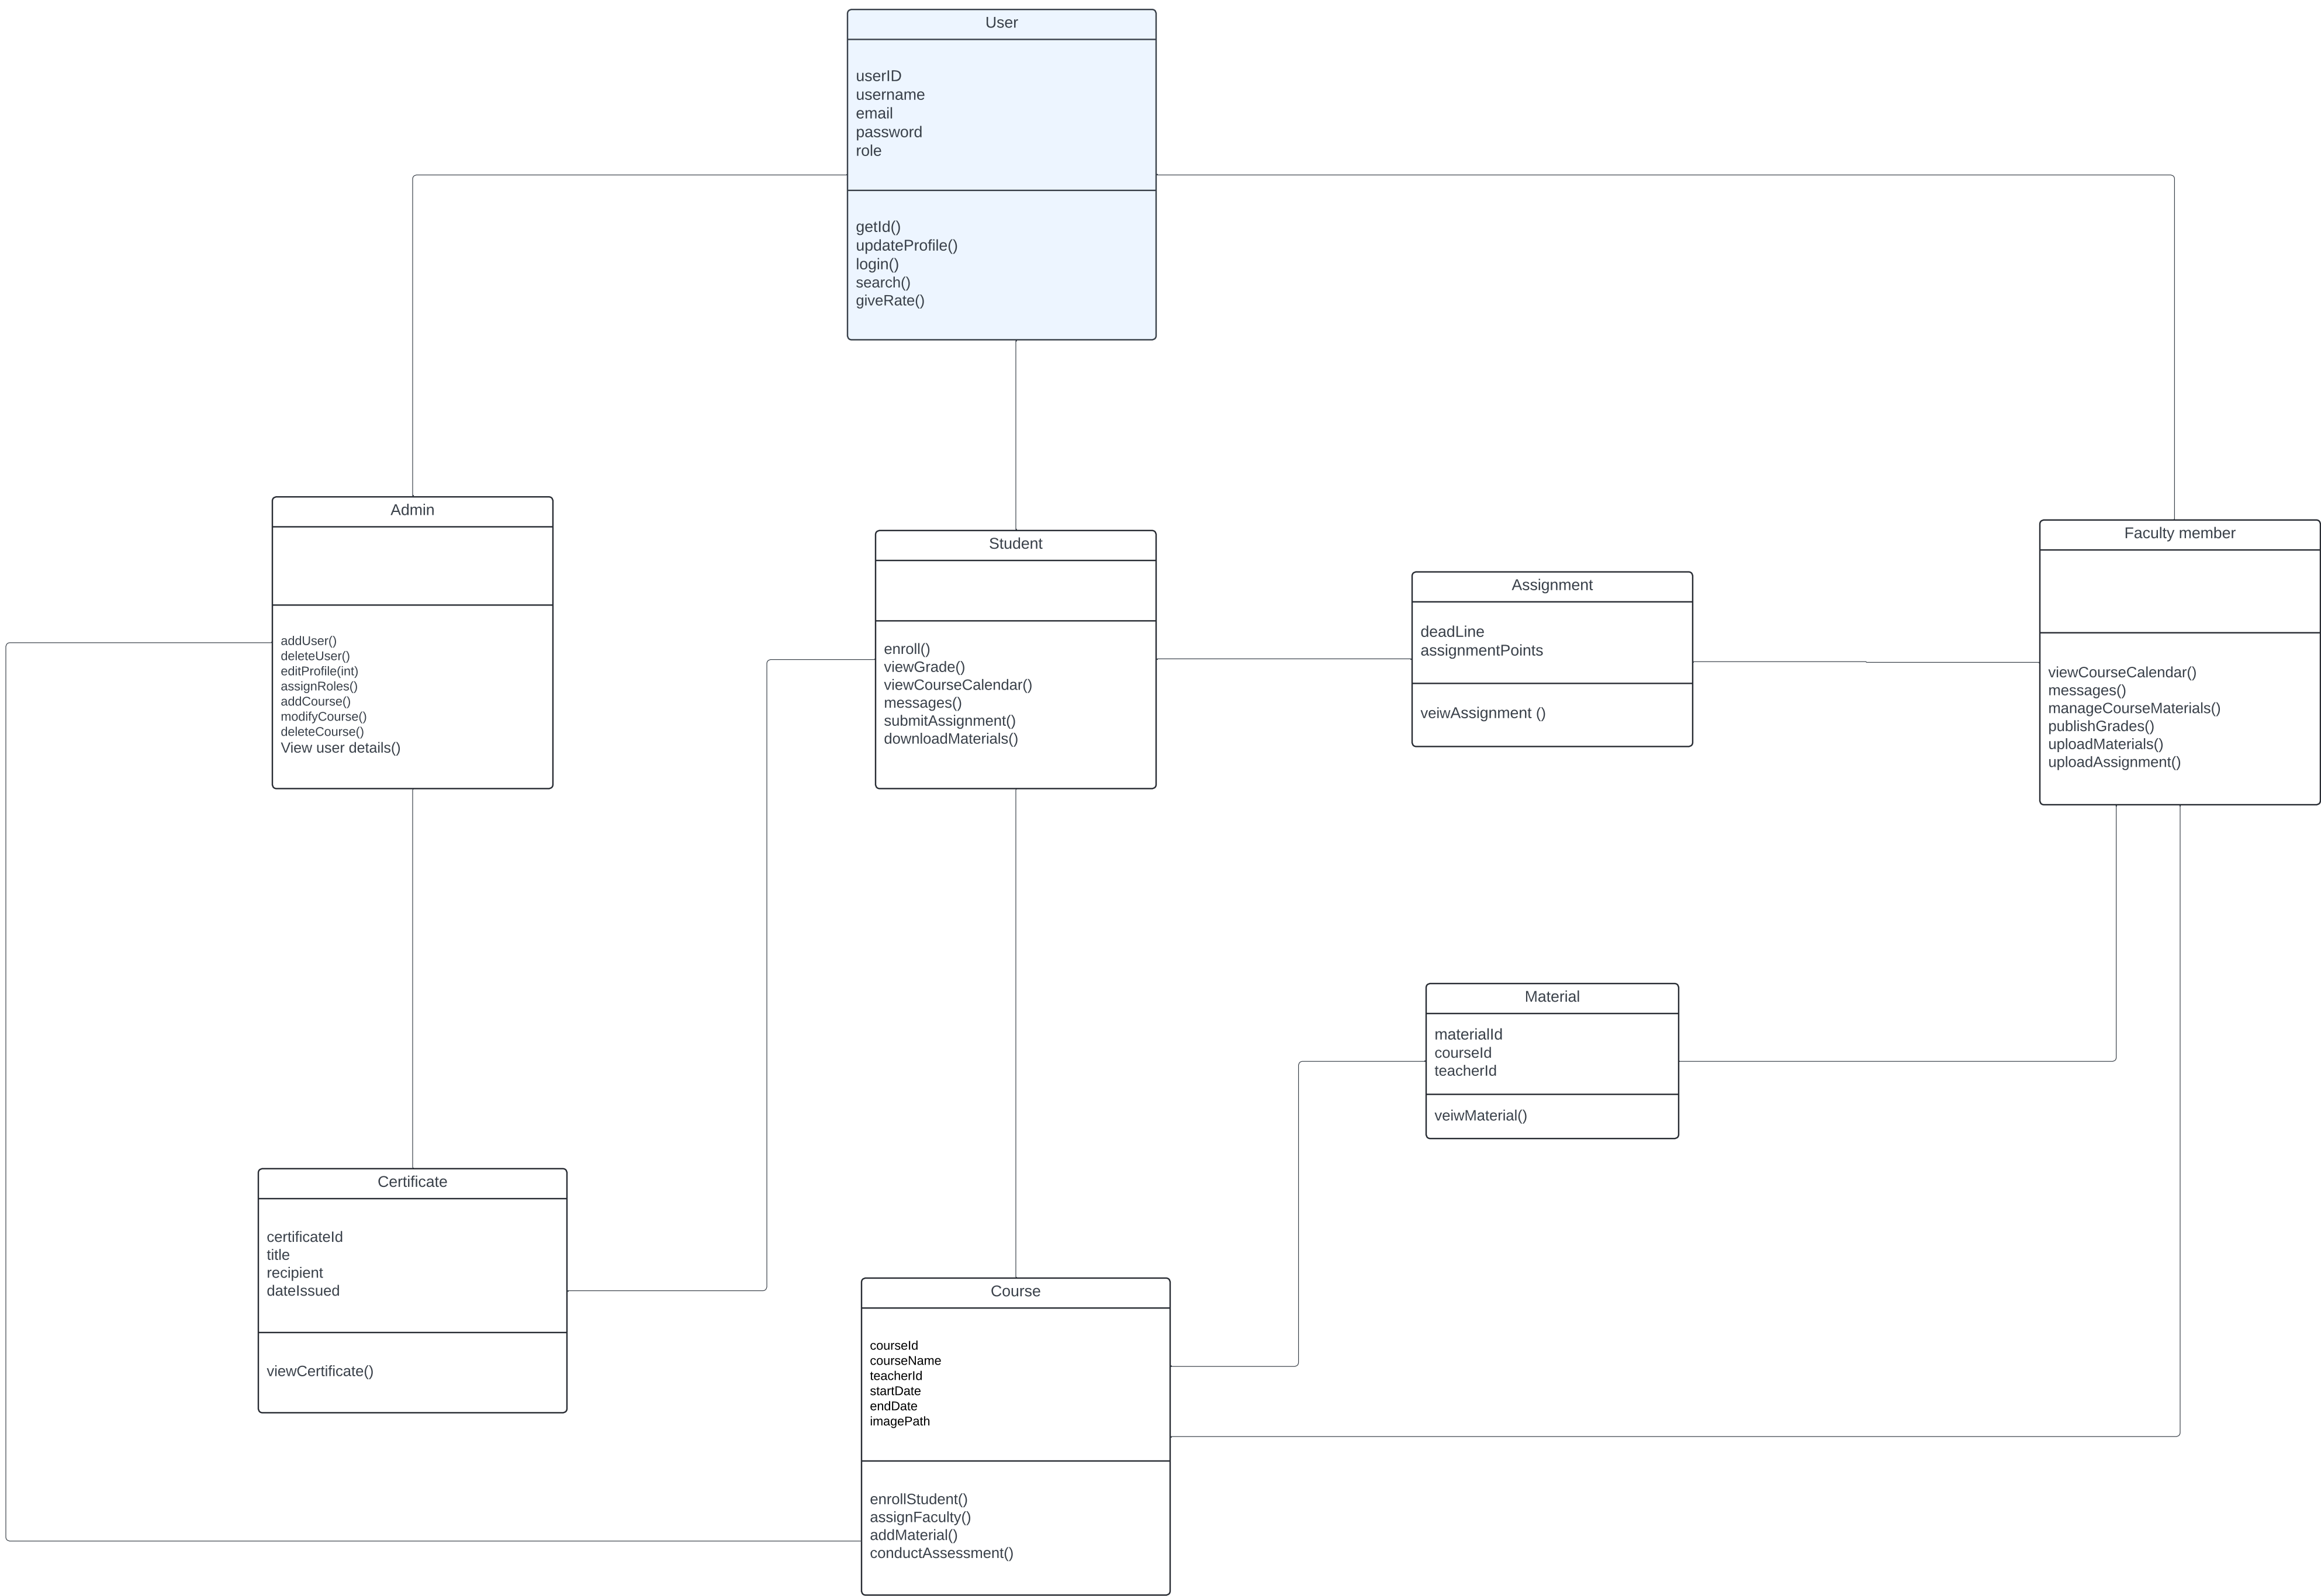 User
userID
username
email
password
role
getId()
updateProfile()
login()
search()
giveRate()
Admin
addUser()
deleteUser()
editProfile(int)
assignRoles()
addCourse()
modifyCourse()
deleteCourse()
View user details()
Student
enroll()
viewGrade()
viewCourseCalendar()
messages()
submitAssignment()
downloadMaterials()
Assignment
deadLine
assignmentPoints
veiwAssignment ()
Faculty member
viewCourseCalendar()
messages()
manageCourseMaterials()
publishGrades()
uploadMaterials()
uploadAssignment()
Material
materialId
courseId
teacherId
veiwMaterial()
Certificate
certificateId
title
recipient
dateIssued
viewCertificate()
Course
courseId
courseName
teacherId
startDate
endDate
imagePath
enrollStudent()
assignFaculty()
addMaterial()
conductAssessment()